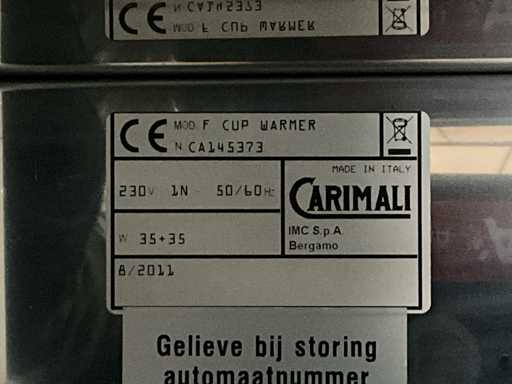 CE MOD. F CUP WARMER
N CA145373
MADE IN ITALY
230V 1N~ 50/60Hz
CARIMALI
W 35+35
IMC S.p.A.
Bergamo
8/2011
Gelieve bij storing
automaatnummer